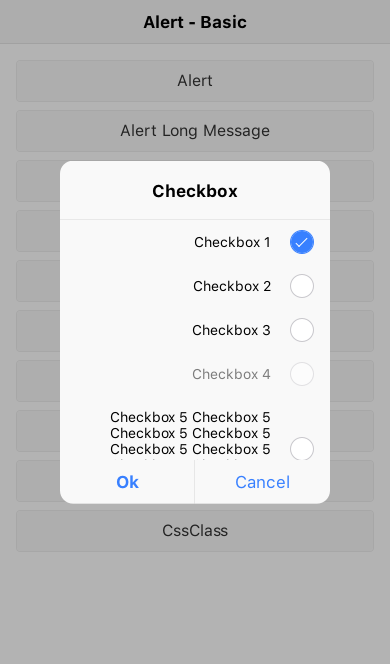 Alert - Basic
Alert
Alert Long Message
Checkbox
Checkbox 1
Checkbox 2
Checkbox 3
Checkbox 4
Checkbox 5 Checkbox 5
Checkbox 5 Checkbox 5
Checkbox 5 Checkbox 5
Ok
Cancel
CssClass